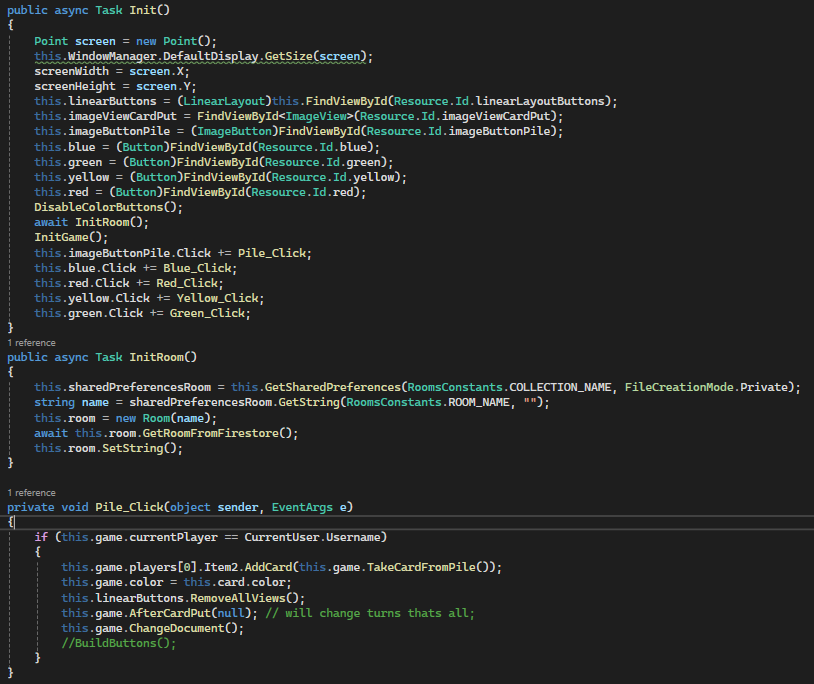 public async Task Init()
{
    Point screen = new Point();
    this.WindowManager.DefaultDisplay.GetSize(screen);
    screenWidth = screen.X;
    screenHeight = screen.Y;
    this.linearButtons = (LinearLayout)this.FindViewById(Resource.Id.linearLayoutButtons);
    this.imageViewCardPut = FindViewById<ImageView>(Resource.Id.imageViewCardPut);
    this.imageButtonPile = (ImageButton)FindViewById(Resource.Id.imageButtonPile);
    this.blue = (Button)FindViewById(Resource.Id.blue);
    this.green = (Button)FindViewById(Resource.Id.green);
    this.yellow = (Button)FindViewById(Resource.Id.yellow);
    this.red = (Button)FindViewById(Resource.Id.red);
    DisableColorButtons();
    await InitRoom();
    InitGame();
    this.imageButtonPile.Click += Pile_Click;
    this.blue.Click += Blue_Click;
    this.red.Click += Red_Click;
    this.yellow.Click += Yellow_Click;
    this.green.Click += Green_Click;
}
1 reference
public async Task InitRoom()
{
    this.sharedPreferencesRoom = this.GetSharedPreferences(RoomsConstants.COLLECTION_NAME, FileCreationMode.Private);
    string name = sharedPreferencesRoom.GetString(RoomsConstants.ROOM_NAME, "");
    this.room = new Room(name);
    await this.room.GetRoomFromFirestore();
    this.room.SetString();
}
1 reference
private void Pile_Click(object sender, EventArgs e)
{
    if (this.game.currentPlayer == CurrentUser.Username)
    {
        this.game.players[0].Item2.AddCard(this.game.TakeCardFromPile());
        this.game.color = this.card.color;
        this.linearButtons.RemoveAllViews();
        this.game.AfterCardPut(null); // will change turns thats all;
        this.game.ChangeDocument();
        //BuildButtons();
    }
}